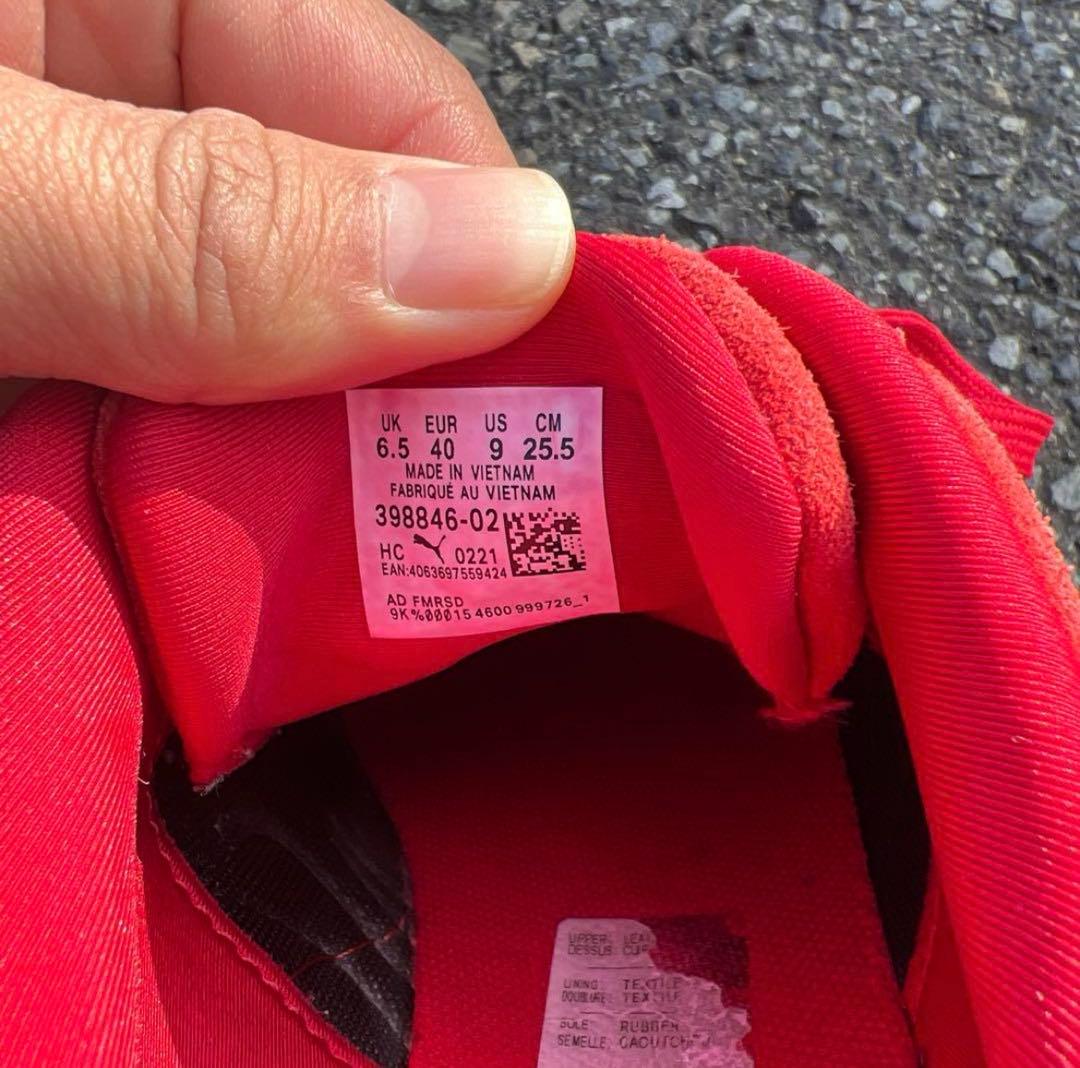 UK EUR US CM
6.5 40 9 25.5
MADE IN VIETNAM
FABRIQUÉ AU VIETNAM
398846-02
HC 0221
EAN:4063697559424
AD FMRSD
9K%00015 4600 999726_1
UPPER
DESSUS
LINING TEXTILE
DOUBLURE
SOLE RUBBER
SEMELLE